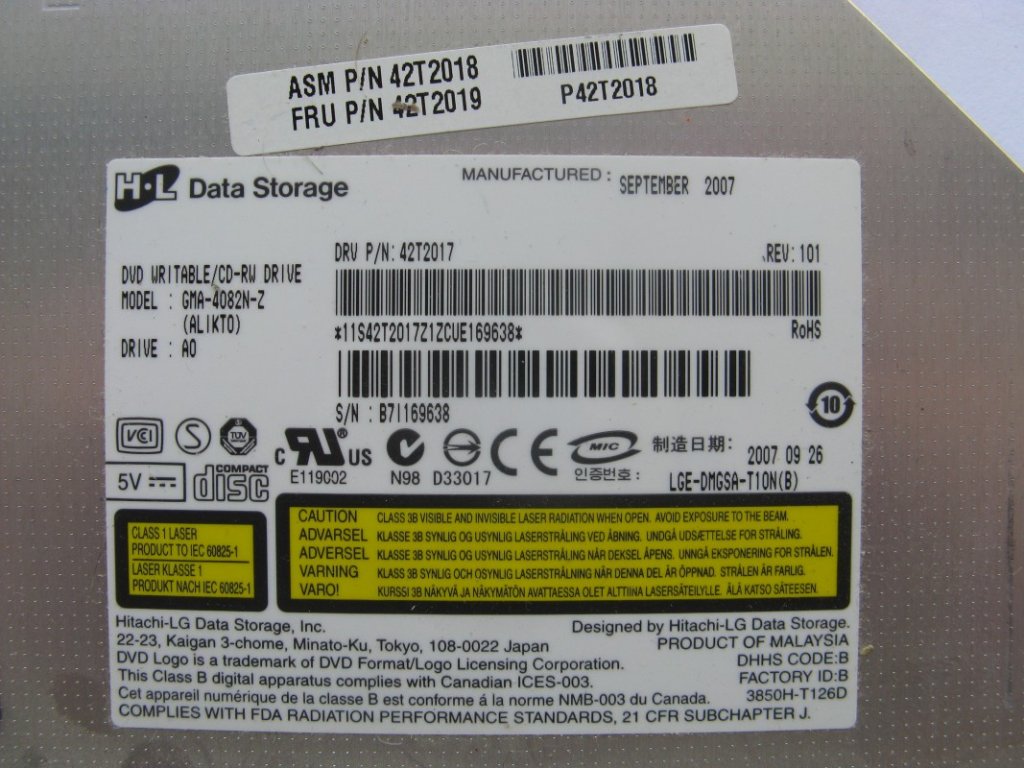 ASM P/N 42T2018
FRU P/N 42T2019
P42T2018
H·L Data Storage
MANUFACTURED : SEPTEMBER 2007
DRV P/N: 42T2017
REV: 101
DVD WRITABLE/CD-RW DRIVE
MODEL : GMA-4082N-Z
(ALIKTO)
DRIVE : A0
*11S42T2017Z1ZCUE169638*
RoHS
S/N : B7I169638
10
VCI
S
TÜV
C RU® US
E119002
N98
D33017
CE
MIC
인증번호 :
制造日期:
2007 09 26
LGE-DMGSA-T10N(B)
5V
COMPACT
disc
CLASS 1 LASER
PRODUCT TO IEC 60825-1
LASER KLASSE 1
PRODUKT NACH IEC 60825-1
CAUTION CLASS 3B VISIBLE AND INVISIBLE LASER RADIATION WHEN OPEN. AVOID EXPOSURE TO THE BEAM.
ADVARSEL KLASSE 3B SYNLIG OG USYNLIG LASERSTRÅLING VED ÅBNING. UNDGÅ UDSÆTTELSE FOR STRÅLING.
ADVERSEL KLASSE 3B SYNLIG OG USYNLIG LASERSTRÅLING NÅR DEKSEL ÅPENS. UNNGÅ EKSPONERING FOR STRÅLEN.
VARNING KLASS 3B SYNLIG OCH OSYNLIG LASERSTRÅLNING NÄR DENNA DEL ÄR ÖPPNAD. STRÅLEN ÄR FARLIG.
VARO! KURSSI 3B NÄKYVÄ JA NÄKYMÄTÖN AVATTAESSA OLET ALTTIINA LASERSÄTEILYLLE. ÄLÄ KATSO SÄTEESEEN.
Hitachi-LG Data Storage, Inc.
22-23, Kaigan 3-chome, Minato-Ku, Tokyo, 108-0022 Japan
DVD Logo is a trademark of DVD Format/Logo Licensing Corporation.
This Class B digital apparatus complies with Canadian ICES-003.
Cet appareil numérique de la classe B est conforme á la norme NMB-003 du Canada.
COMPLIES WITH FDA RADIATION PERFORMANCE STANDARDS, 21 CFR SUBCHAPTER J.
Designed by Hitachi-LG Data Storage.
PRODUCT OF MALAYSIA
DHHS CODE:B
FACTORY ID:B
3850H-T126D